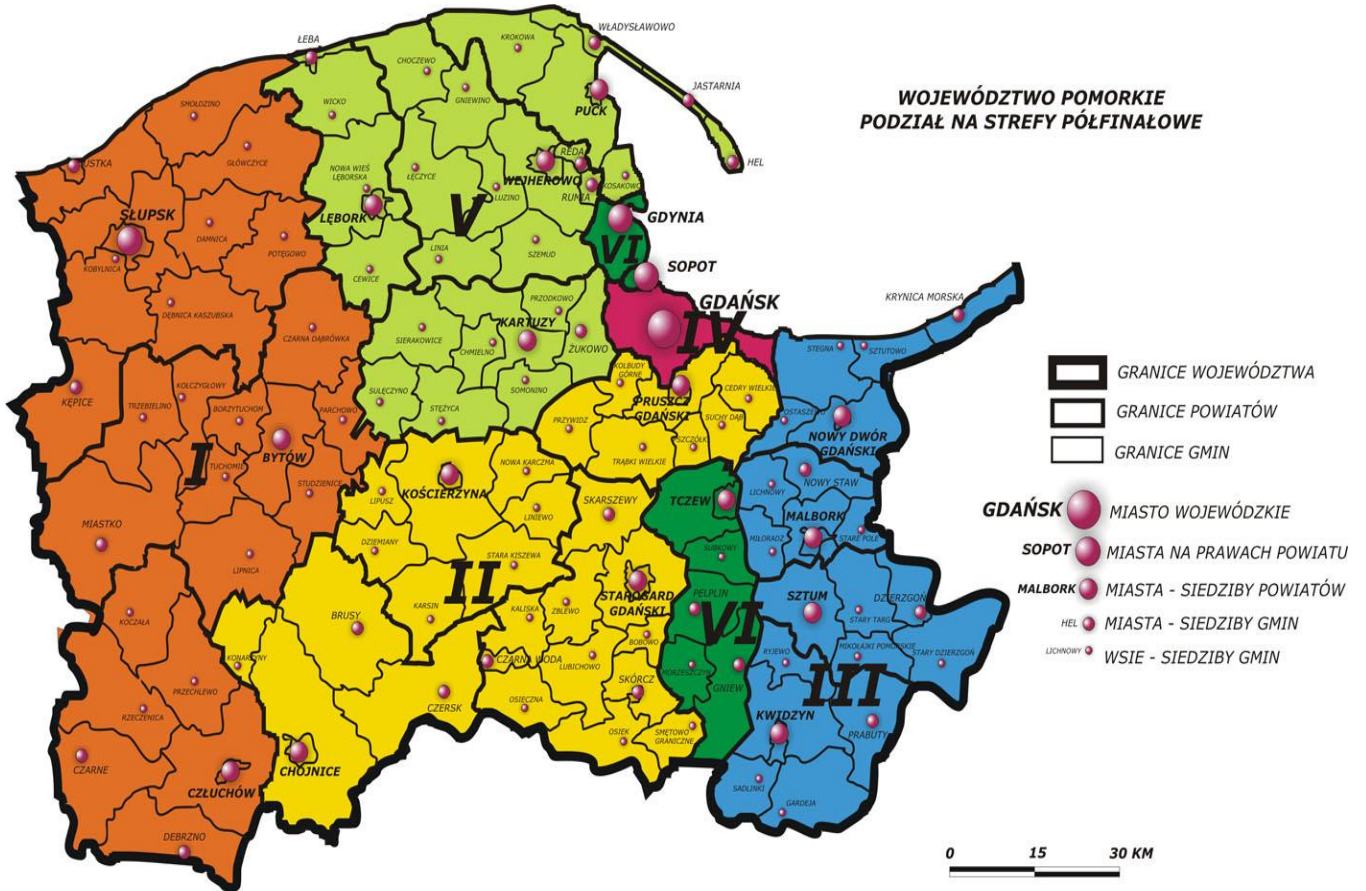 WOJEWÓDZTWO POMORKIE
PODZIAŁ NA STREFY PÓŁFINAŁOWE
ŁEBA
WŁADYSŁAWOWO
KROKOWA
CHOCZEWO
GNIEWINO
JASTARNIA
PUCK
HEL
SMOŁDZINO
WICKO
USTKA
GŁÓWCZYCE
NOWA WIEŚ
LĘBORSKA
ŁĘCZYCE
WEJHEROWO
REDA
RUMIA
KOSAKOWO
LUZINO
SŁUPSK
DAMNICA
LĘBORK
V
GDYNIA
VI
KOBYLNICA
POTĘGOWO
CEWICE
LINIA
SZEMUD
SOPOT
DĘBNICA KASZUBSKA
CZARNA DĄBRÓWKA
PRZODKOWO
KARTUZY
SIERAKOWICE
CHMIELNO
ŻUKOWO
GDAŃSK
IV
KRYNICA MORSKA
STEGNA
SZTUTOWO
KĘPICE
KOŁCZYGŁOWY
TRZEBIELINO
BORZYTUCHOM
PARCHOWO
SULĘCZYNO
STĘŻYCA
SOMONINO
KOLBUDY
GÓRNE
PRUSZCZ
GDAŃSKI
CEDRY WIELKIE
SUCHY DĄB
PRZYWIDZ
TRĄBKI WIELKIE
PSZCZÓŁKI
OSTASZEWO
NOWY DWÓR
GDAŃSKI
I
BYTÓW
TUCHOMIE
STUDZIENICE
MIASTKO
LIPNICA
KOŚCIERZYNA
NOWA KARCZMA
LIPUSZ
LINIEWO
DZIEMIANY
STARA KISZEWA
SKARSZEWY
TCZEW
SUBKOWY
LICHNOWY
NOWY STAW
MALBORK
MIŁORADZ
STARE POLE
II
KARSIN
BRUSY
STAROGARD
GDAŃSKI
KALISKA
ZBLEWO
BOBOWO
LUBICHOWO
CZARNA WODA
PELPLIN
VI
MORZESZCZYN
GNIEW
SZTUM
DZIERZGOŃ
STARY TARG
MIKOŁAJKI POMORSKIE
STARY DZIERZGOŃ
RYJEWO
III
KOCZAŁA
KONARZYNY
PRZECHLEWO
RZECZENICA
CZERSK
OSIECZNA
SKÓRCZ
OSIEK
SMĘTOWO
GRANICZNE
KWIDZYN
PRABUTY
CZARNE
CZŁUCHÓW
CHOJNICE
SADLINKI
GARDEJA
DEBRZNO
GRANICE WOJEWÓDZTWA
GRANICE POWIATÓW
GRANICE GMIN
GDAŃSK MIASTO WOJEWÓDZKIE
SOPOT MIASTA NA PRAWACH POWIATU
MALBORK MIASTA - SIEDZIBY POWIATÓW
HEL MIASTA - SIEDZIBY GMIN
LICHNOWY WSIE - SIEDZIBY GMIN
0 15 30 KM